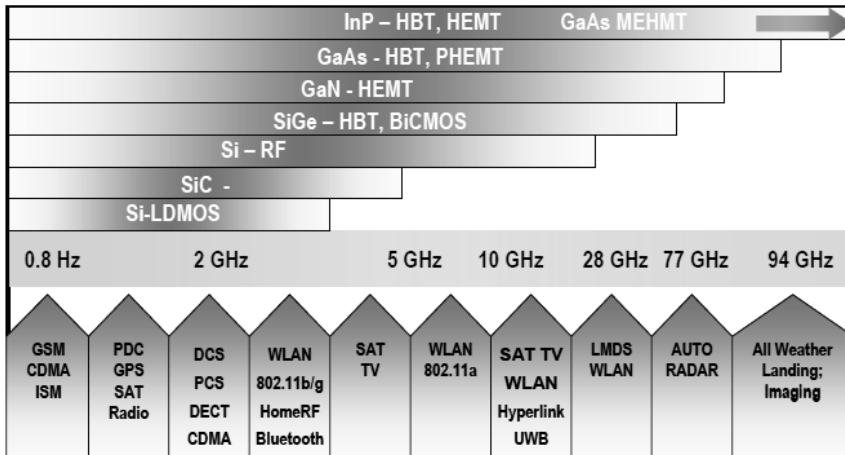 InP – HBT, HEMT GaAs MEHMT
GaAs - HBT, PHEMT
GaN - HEMT
SiGe – HBT, BiCMOS
Si – RF
SiC -
Si-LDMOS
0.8 Hz 2 GHz 5 GHz 10 GHz 28 GHz 77 GHz 94 GHz
GSM
CDMA
ISM
PDC
GPS
SAT
Radio
DCS
PCS
DECT
CDMA
WLAN
802.11b/g
HomeRF
Bluetooth
SAT
TV
WLAN
802.11a
SAT TV
WLAN
Hyperlink
UWB
LMDS
WLAN
AUTO
RADAR
All Weather
Landing;
Imaging